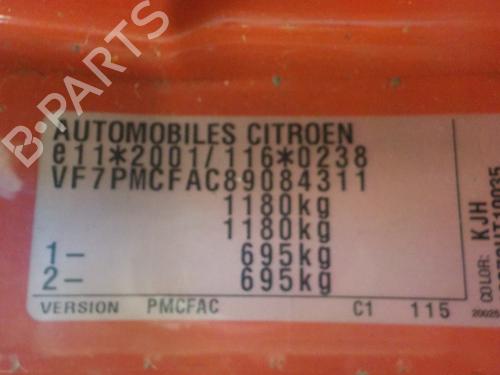 B-PARTS
AUTOMOBILES CITROEN
e11*2001/116*0238
VF7PMCFAC89084311
1180kg
1180kg
1- 695kg
2- 695kg
VERSION PMCFAC C1 115
COLOR: KJH